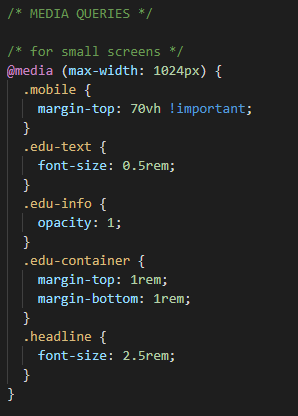 /* MEDIA QUERIES */
/* for small screens */
@media (max-width: 1024px) {
  .mobile {
    margin-top: 70vh !important;
  }
  .edu-text {
    font-size: 0.5rem;
  }
  .edu-info {
    opacity: 1;
  }
  .edu-container {
    margin-top: 1rem;
    margin-bottom: 1rem;
  }
  .headline {
    font-size: 2.5rem;
  }
}